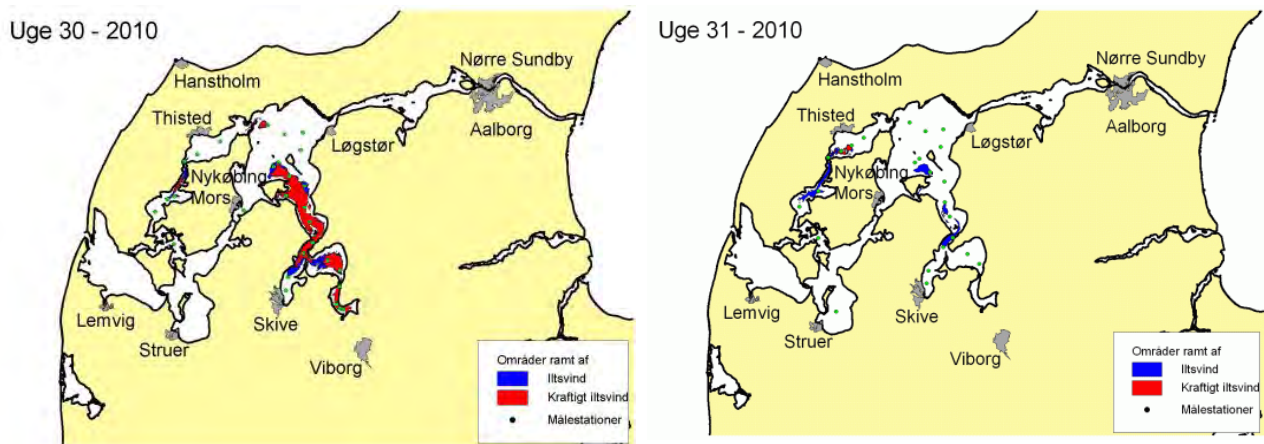 Uge 30 - 2010
Hanstholm
Nørre Sundby
Thisted
Aalborg
Løgstør
Nykøbing
Mors
Lemvig
Skive
Struer
Viborg
Områder ramt af
Iltsvind
Kraftigt iltsvind
Målestationer
Uge 31 - 2010
Hanstholm
Nørre Sundby
Thisted
Aalborg
Løgstør
Nykøbing
Mors
Lemvig
Skive
Struer
Viborg
Områder ramt af
Iltsvind
Kraftigt iltsvind
Målestationer